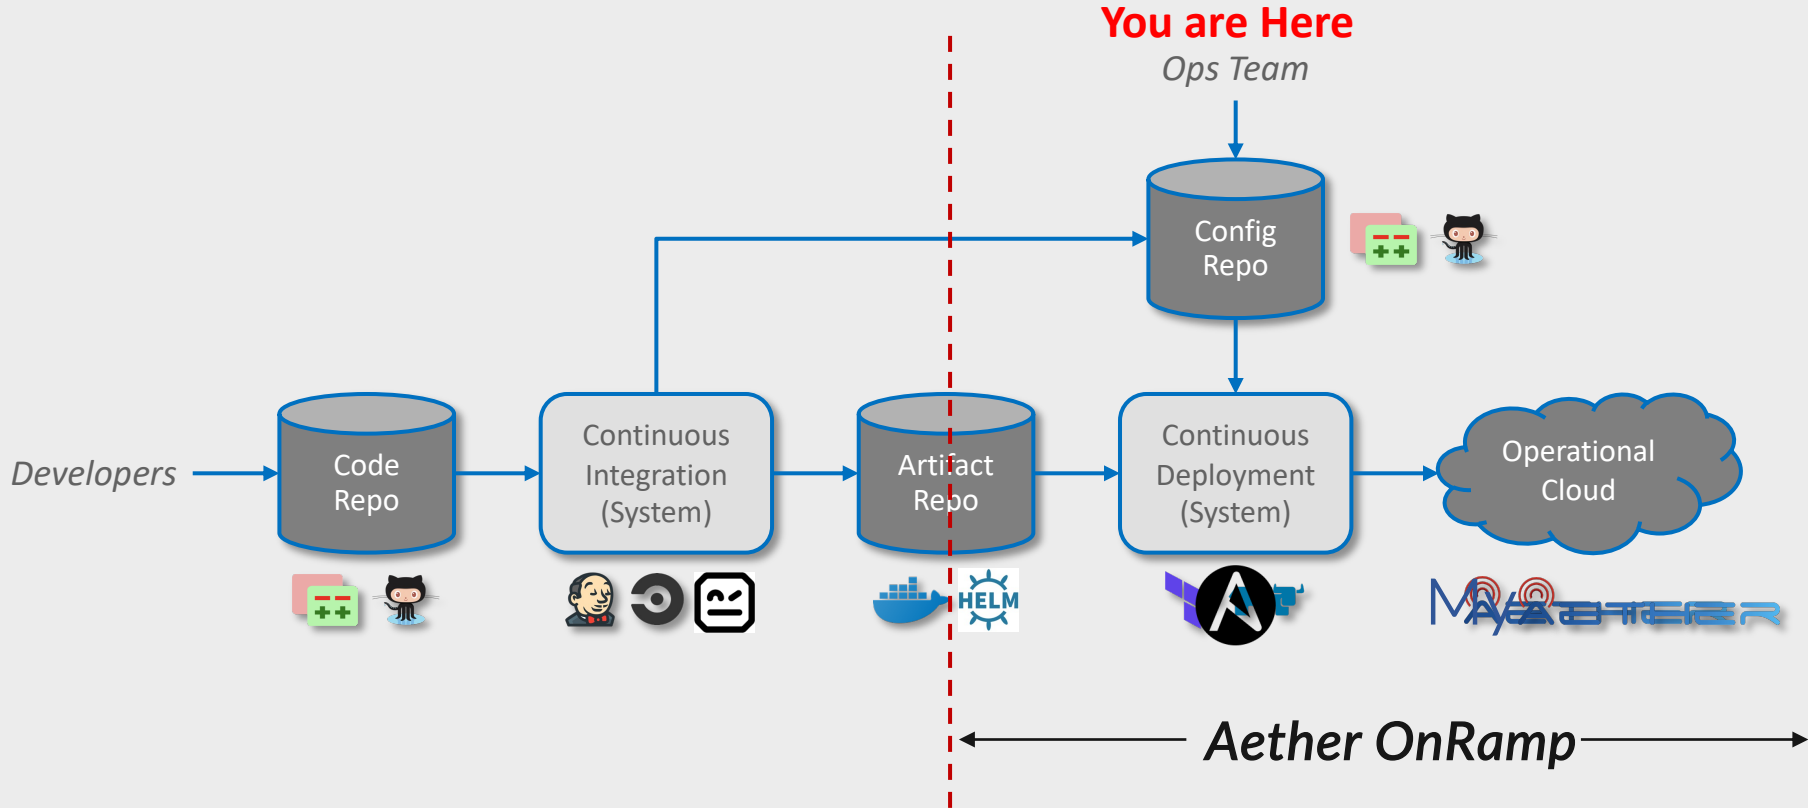 You are Here
Ops Team
Config
Repo
Developers
Code
Repo
Continuous
Integration
(System)
Artifact
Repo
Continuous
Deployment
(System)
Operational
Cloud
HELM
Aether OnRamp